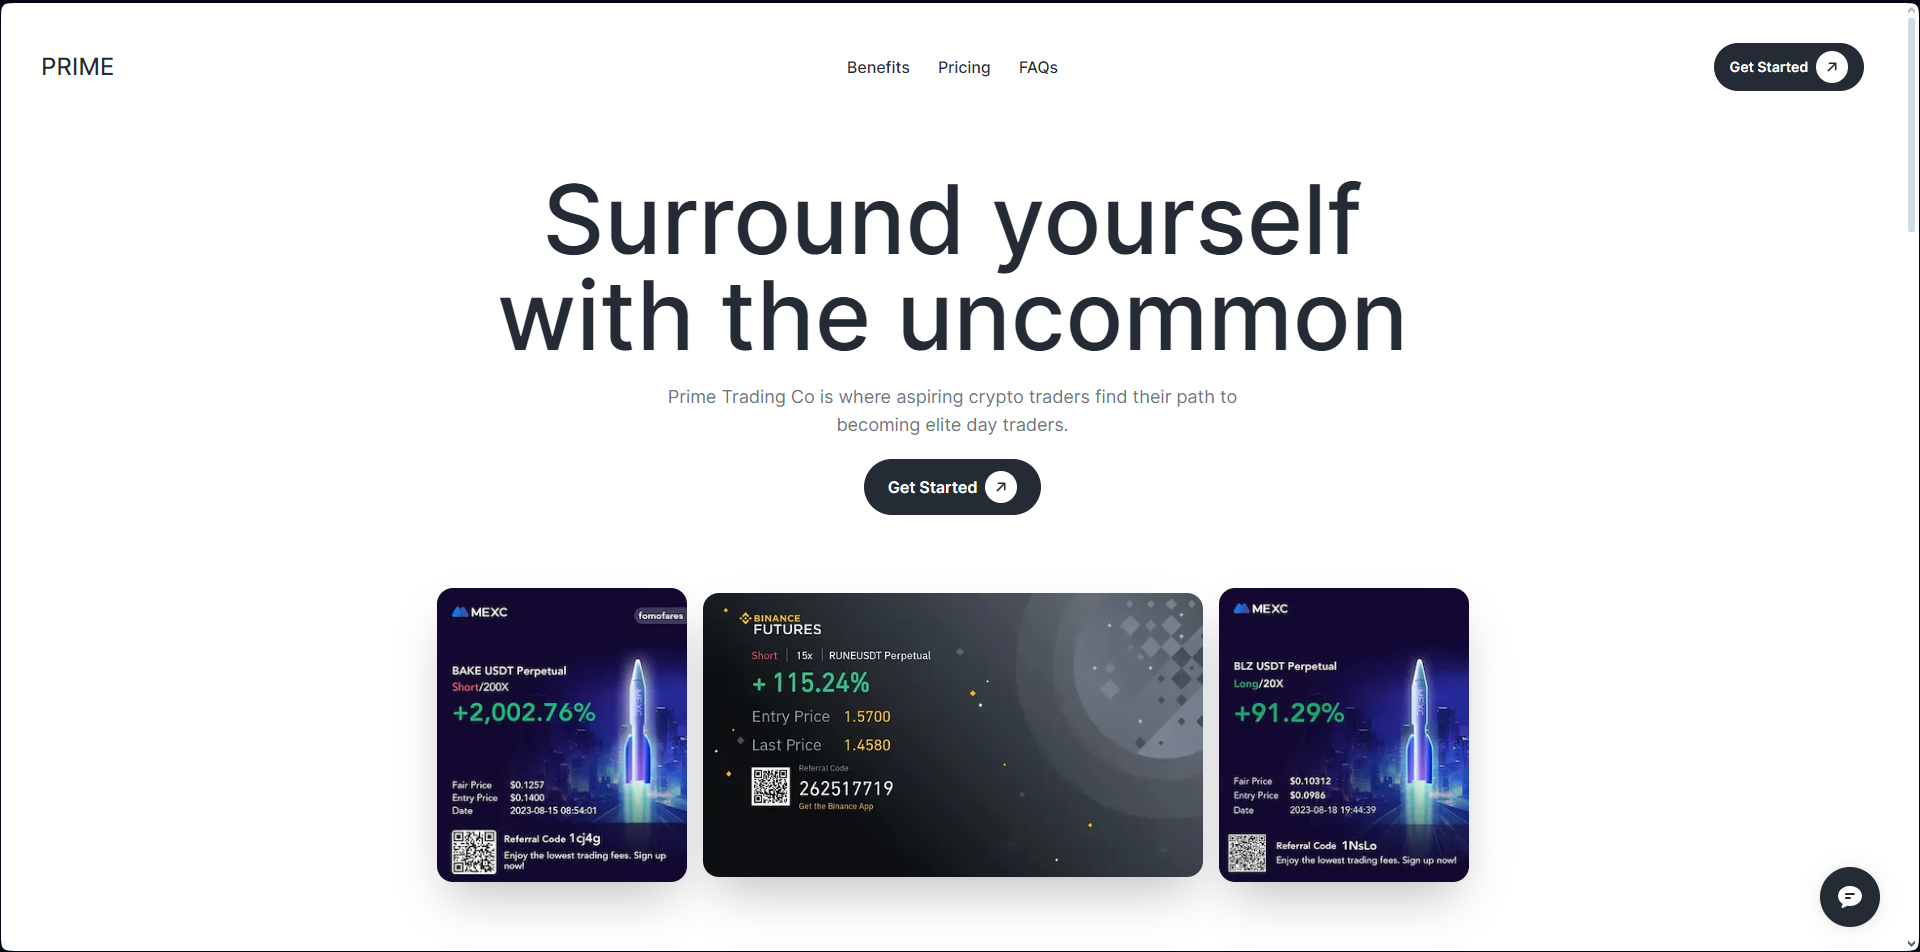 PRIME
Benefits
Pricing
FAQs
Get Started
Surround yourself
with the uncommon
Prime Trading Co is where aspiring crypto traders find their path to
becoming elite day traders.
Get Started
MEXC
fomofares
BAKE USDT Perpetual
Short/200X
+2,002.76%
Fair Price $0.1257
Entry Price $0.1400
Date 2023-08-15 08:54:01
Referral Code 1cj4g
Enjoy the lowest trading fees. Sign up
now!
BINANCE
FUTURES
Short | 15x | RUNEUSDT Perpetual
+ 115.24%
Entry Price 1.5700
Last Price 1.4580
Referral Code
262517719
Get the Binance App
MEXC
BLZ USDT Perpetual
Long/20X
+91.29%
Fair Price $0.10312
Entry Price $0.0986
Date 2023-08-18 19:44:39
Referral Code 1NsLo
Enjoy the lowest trading fees. Sign up now!